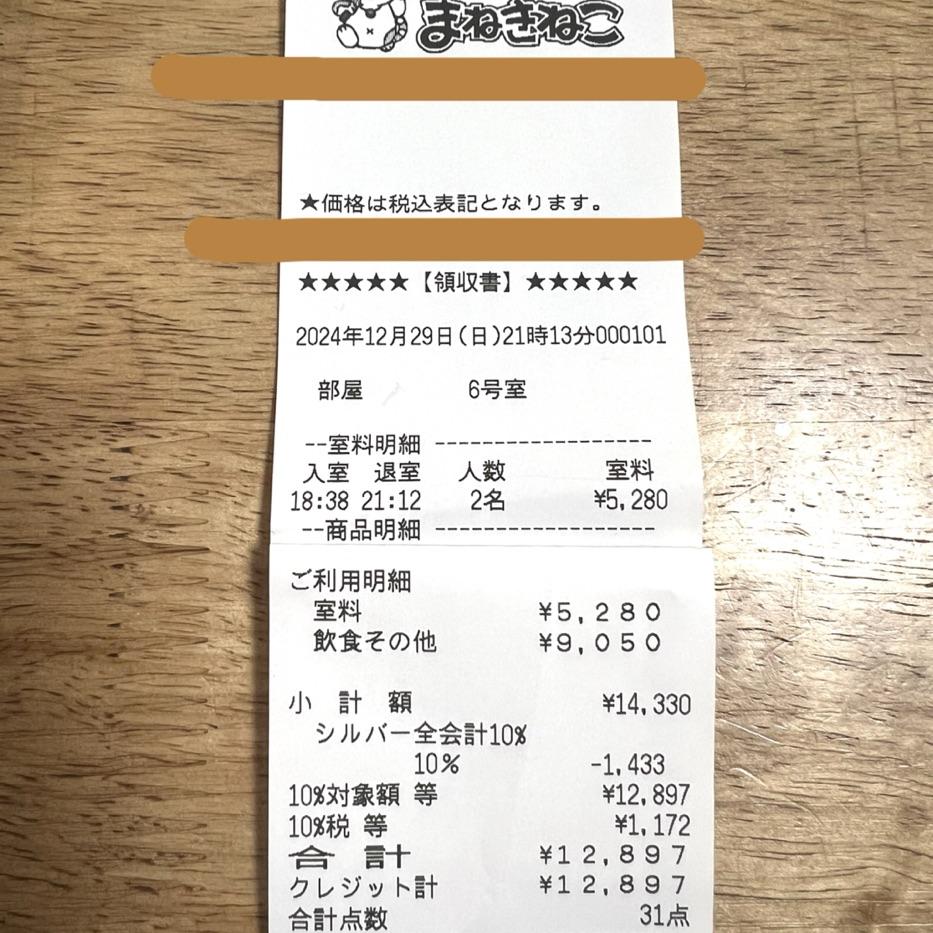 まねきねこ
★価格は税込表記となります。
★★★★★【領収書】★★★★★
2024年12月29日(日)21時13分000101
部屋 6号室
--室料明細 ------------------
入室 退室 人数 室料
18:38 21:12 2名 ¥5,280
--商品明細 ------------------
ご利用明細
室料 ¥5,280
飲食その他 ¥9,050
小 計 額 ¥14,330
シルバー全会計10%
10% -1,433
10%対象額 等 ¥12,897
10%税 等 ¥1,172
合 計 ¥12,897
クレジット計 ¥12,897
合計点数 31点